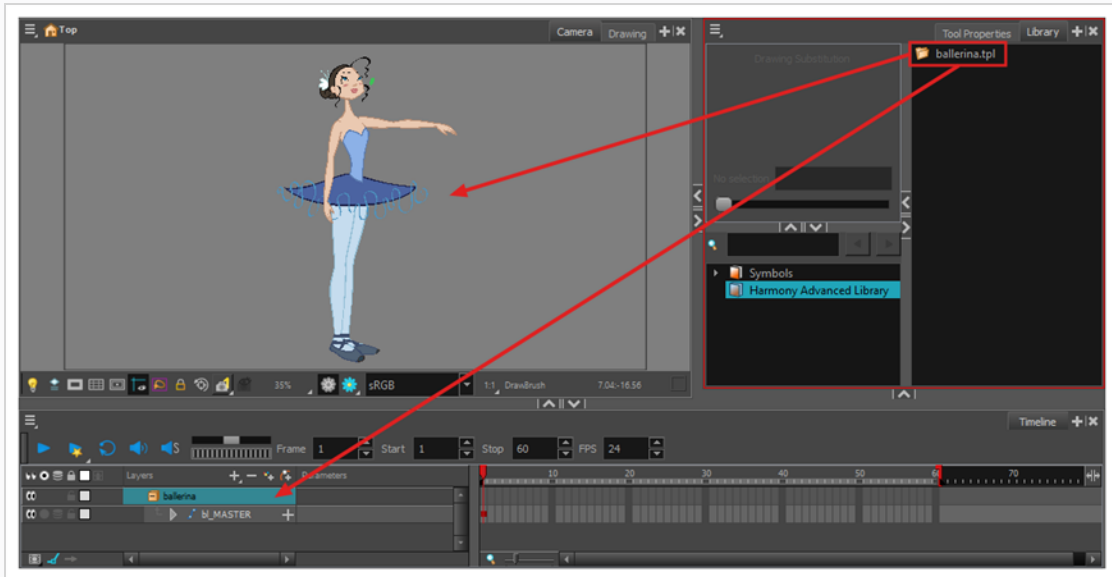 Top
Camera Drawing
Tool Properties Library
Drawing Substitution
ballerina.tpl
No selection
Symbols
Harmony Advanced Library
35% sRGB 1:1 DrawBrush 7.04:-16.56
Timeline
Frame 1 Start 1 Stop 60 FPS 24
Layers Parameters 10 20 30 40 50 60 70
ballerina
bl_MASTER